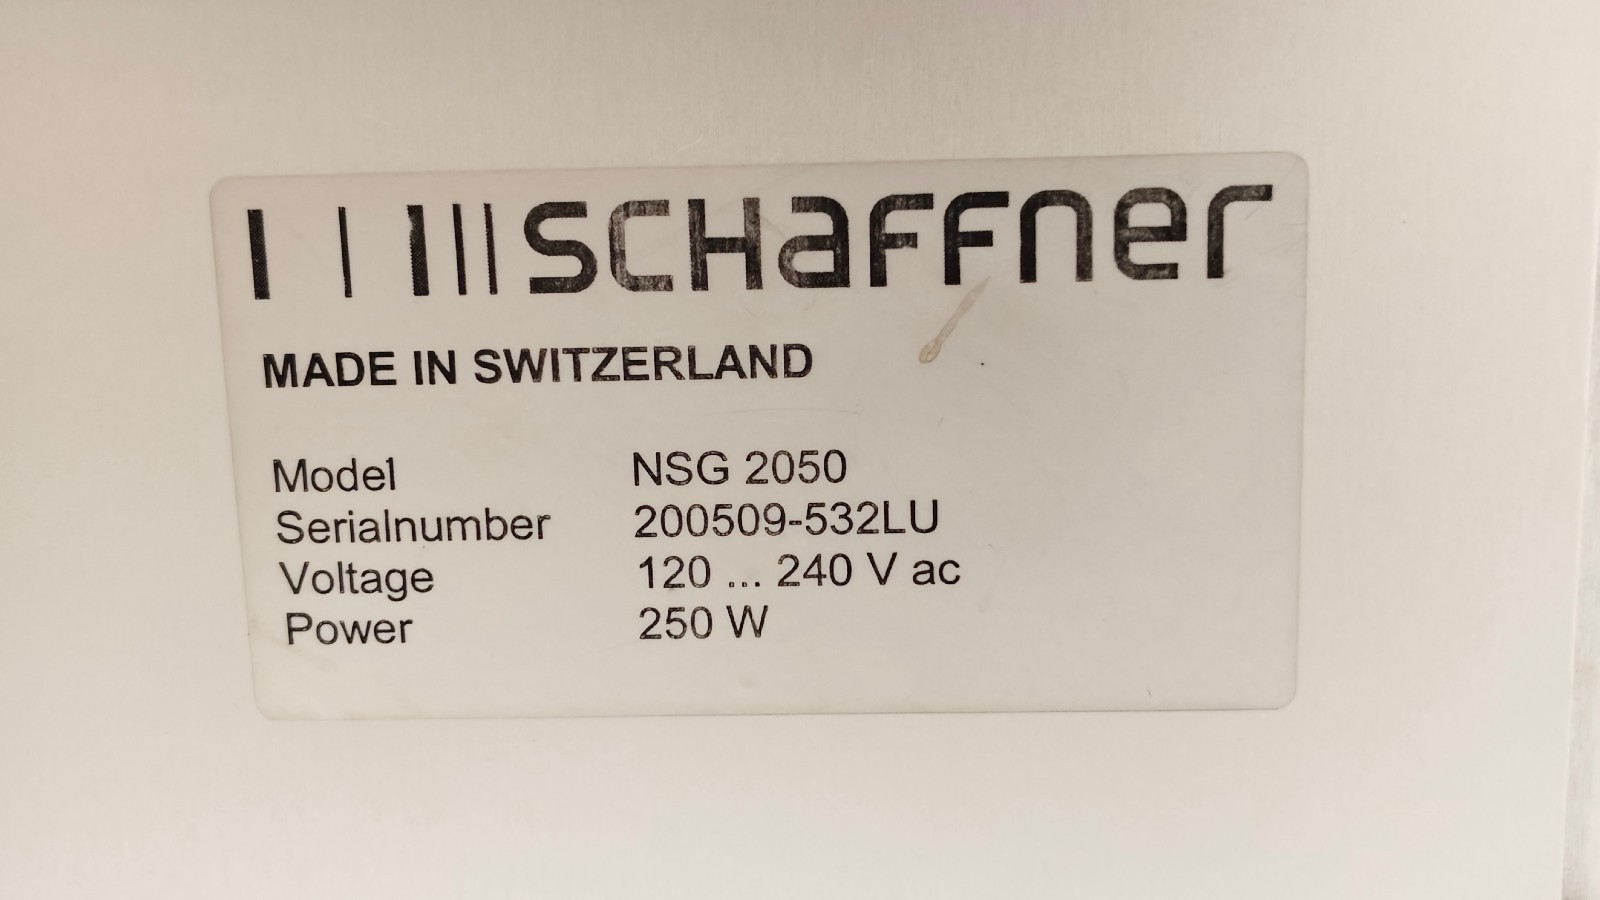 SCHaffner
MADE IN SWITZERLAND
Model NSG 2050
Serialnumber 200509-532LU
Voltage 120 ... 240 V ac
Power 250 W